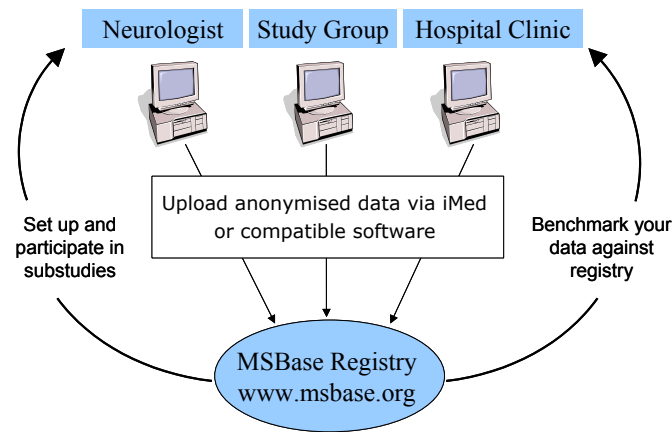 Neurologist
Study Group
Hospital Clinic
Upload anonymised data via iMed
or compatible software
Set up and
participate in
substudies
Benchmark your
data against
registry
MSBase Registry
www.msbase.org